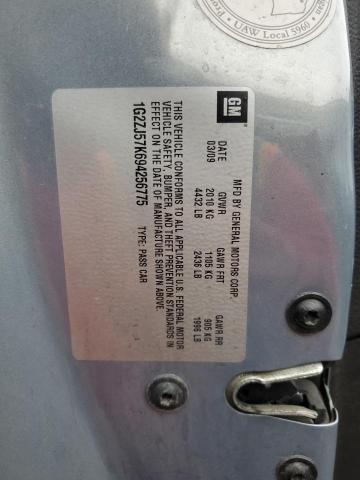 UAW Local 5960
GM
MFD BY GENERAL MOTORS CORP.
DATE GVWR GAWR FRT GAWR RR
03/09 2010 KG 1105 KG 905 KG
4432 LB 2436 LB 1996 LB
THIS VEHICLE CONFORMS TO ALL APPLICABLE U.S. FEDERAL MOTOR
VEHICLE SAFETY, BUMPER, AND THEFT PREVENTION STANDARDS IN
EFFECT ON THE DATE OF MANUFACTURE SHOWN ABOVE.
1G2ZJ57K694256775 TYPE: PASS CAR